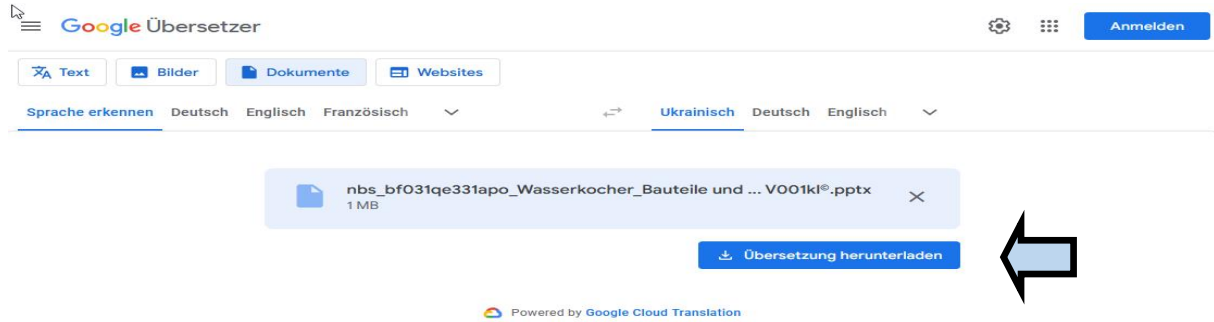 Google Übersetzer
Anmelden
Text Bilder Dokumente Websites
Sprache erkennen Deutsch Englisch Französisch Ukrainisch Deutsch Englisch
nbs_bf031qe331apo_Wasserkocher_Bauteile und ... V001kl©.pptx
1 MB
Übersetzung herunterladen
Powered by Google Cloud Translation